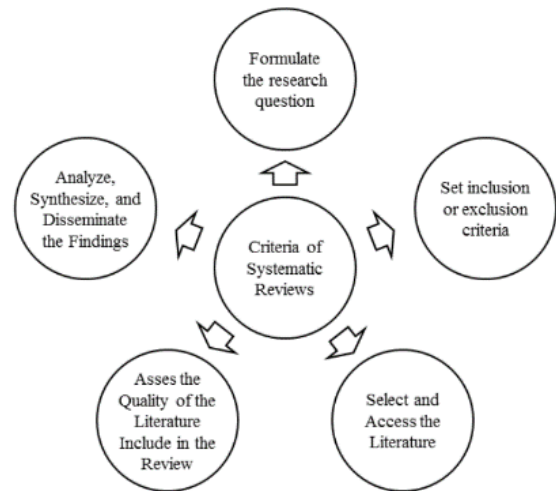 Formulate
the research
question
Analyze,
Synthesize, and
Disseminate
the Findings
Set inclusion
or exclusion
criteria
Criteria of
Systematic
Reviews
Asses the
Quality of the
Literature
Include in the
Review
Select and
Access the
Literature